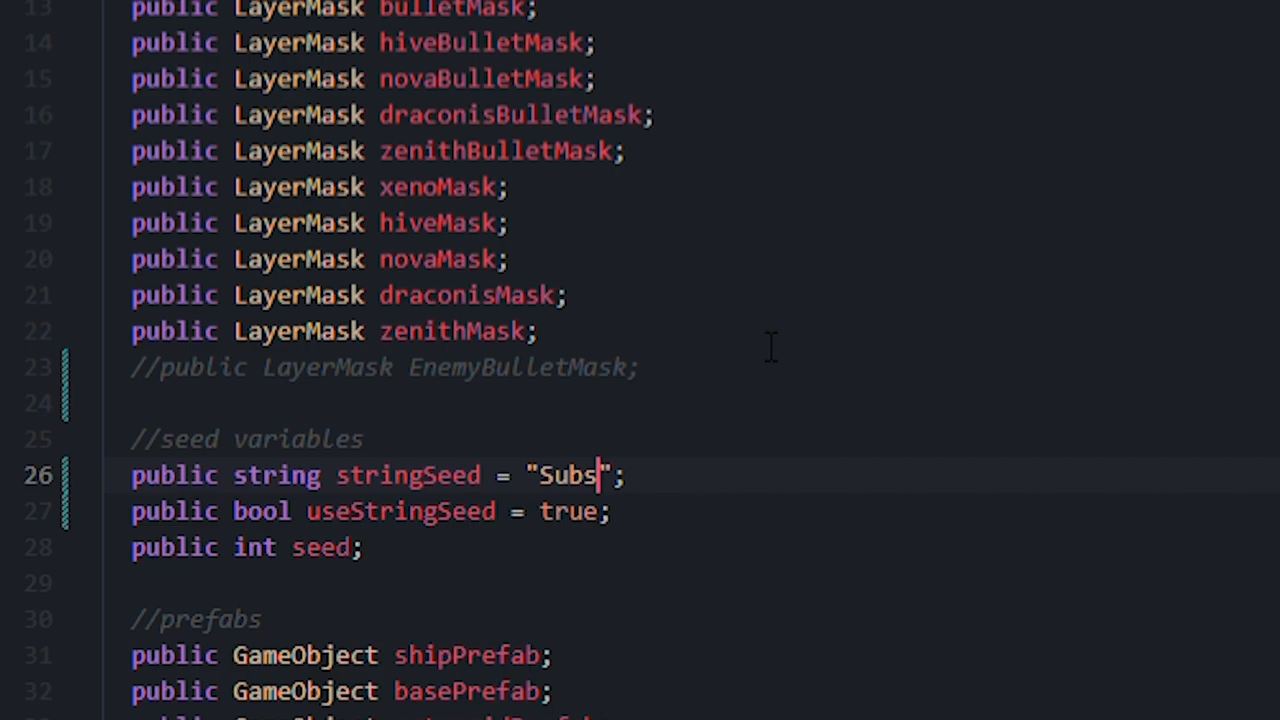 13 public LayerMask bulletMask;
14 public LayerMask hiveBulletMask;
15 public LayerMask novaBulletMask;
16 public LayerMask draconisBulletMask;
17 public LayerMask zenithBulletMask;
18 public LayerMask xenoMask;
19 public LayerMask hiveMask;
20 public LayerMask novaMask;
21 public LayerMask draconisMask;
22 public LayerMask zenithMask;
23 //public LayerMask EnemyBulletMask;
24
25 //seed variables
26 public string stringSeed = "Subs";
27 public bool useStringSeed = true;
28 public int seed;
29
30 //prefabs
31 public GameObject shipPrefab;
32 public GameObject basePrefab;